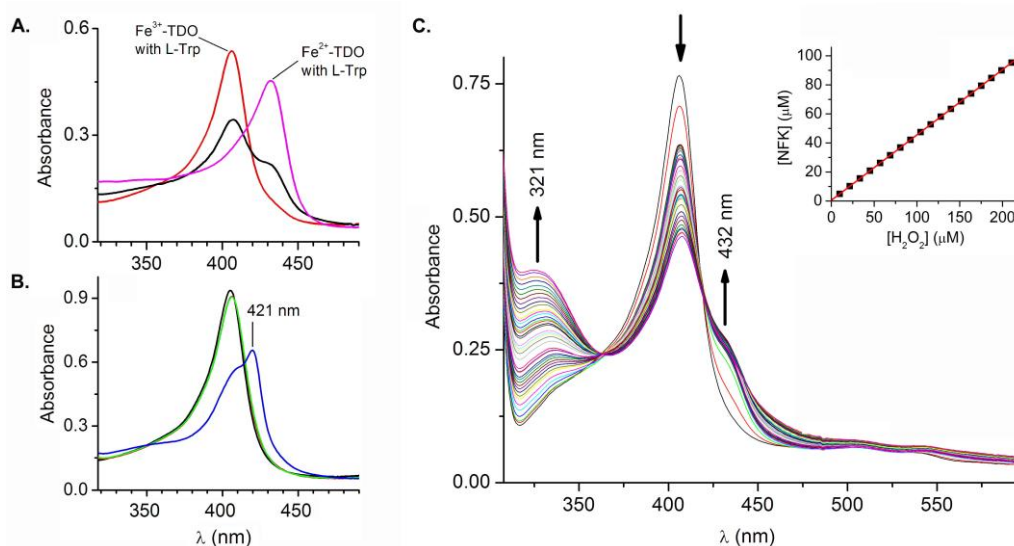 A.
Fe³⁺-TDO
with L-Trp
Fe²⁺-TDO
with L-Trp
0.6
0.3
0.0
Absorbance
350 400 450
B.
421 nm
0.9
0.6
0.3
0.0
Absorbance
350 400 450
λ (nm)
C.
0.75
0.50
0.25
0.00
Absorbance
321 nm
432 nm
350 400 450 500 550
λ (nm)
100
80
60
40
20
0
[NFK] (μM)
0 50 100 150 200
[H₂O₂] (μM)